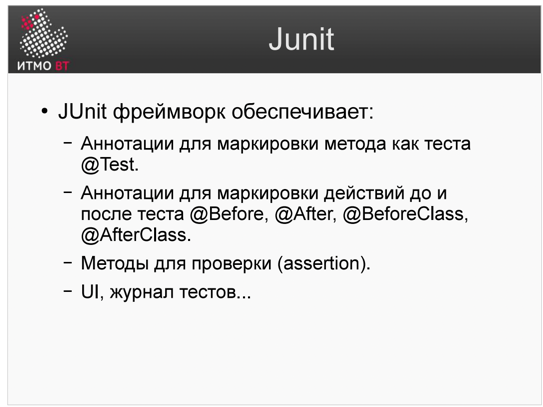 ИТМО ВТ
Junit
• JUnit фреймворк обеспечивает:
– Аннотации для маркировки метода как теста
@Test.
– Аннотации для маркировки действий до и
после теста @Before, @After, @BeforeClass,
@AfterClass.
– Методы для проверки (assertion).
– UI, журнал тестов...